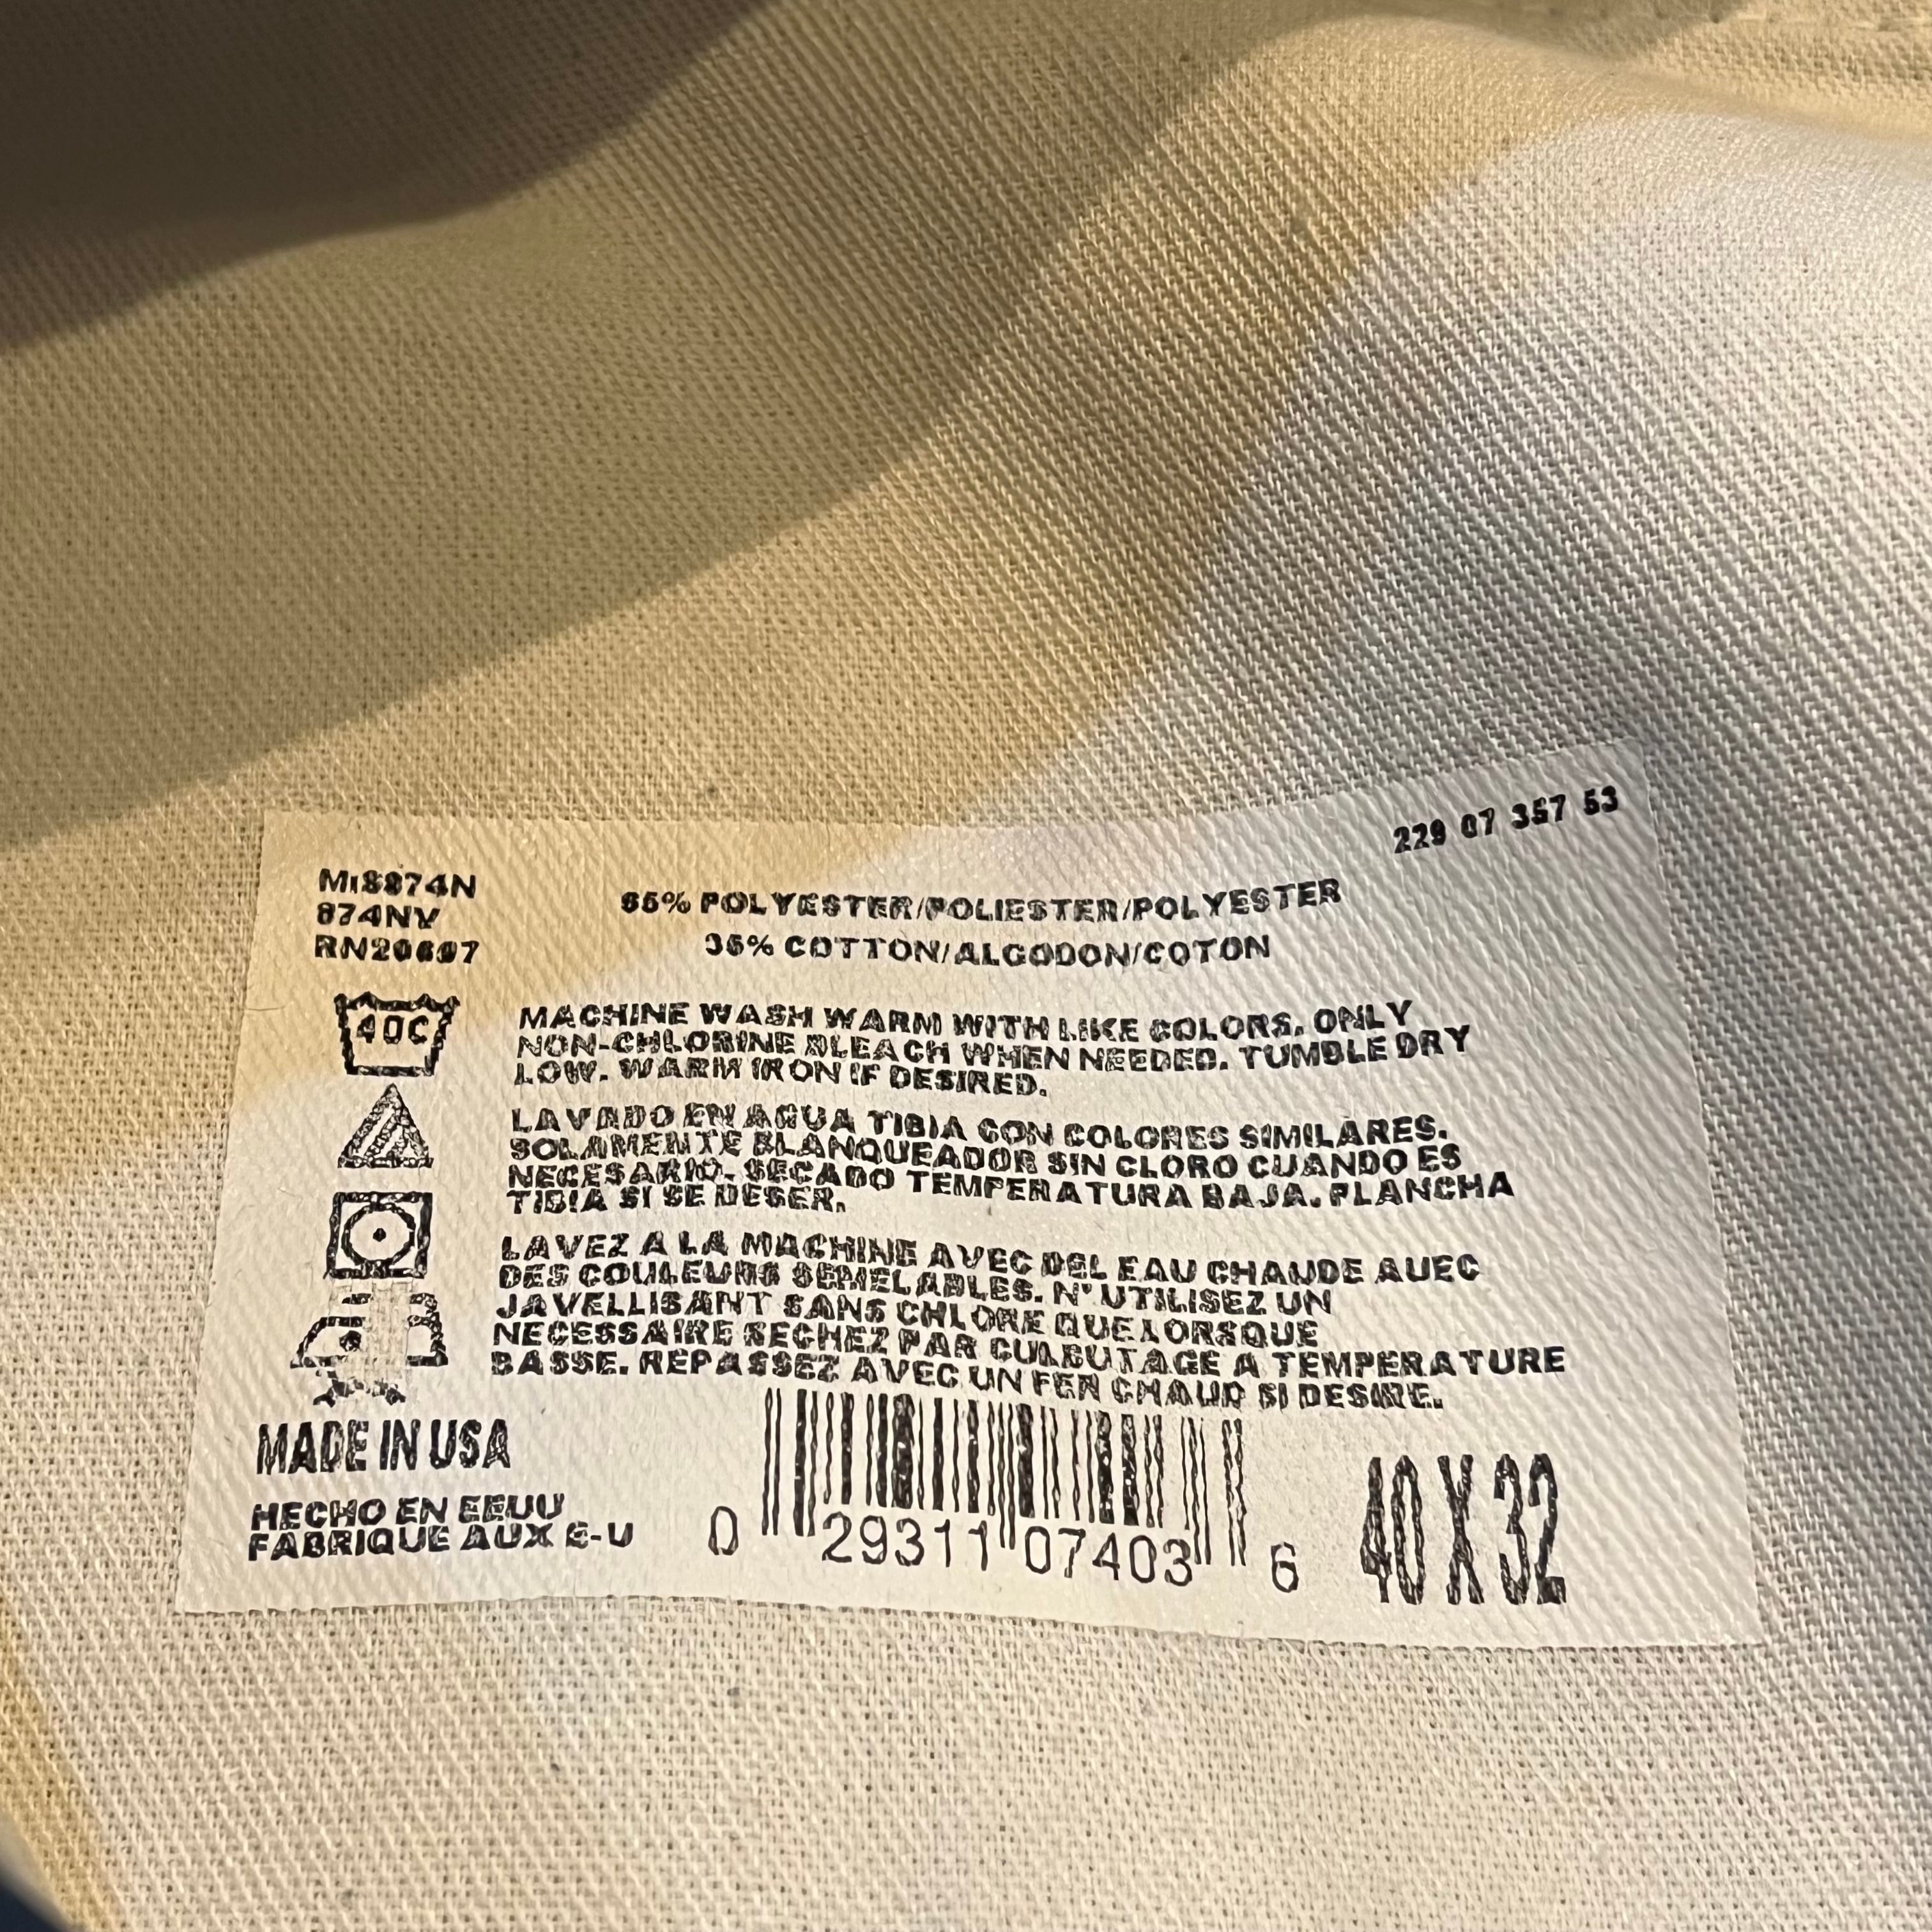 229 07 357 53
MIS874N
874NV
RN20697
65% POLYESTER/POLIESTER/POLYESTER
35% COTTON/ALGODON/COTON
40C
MACHINE WASH WARM WITH LIKE COLORS. ONLY
NON-CHLORINE BLEACH WHEN NEEDED. TUMBLE DRY
LOW. WARM IRON IF DESIRED.
LAVADO EN AGUA TIBIA CON COLORES SIMILARES.
SOLAMENTE BLANQUEADOR SIN CLORO CUANDO ES
NECESARIO. SECADO TEMPERATURA BAJA. PLANCHA
TIBIA SI SE DESER.
LAVEZ A LA MACHINE AVEC DEL EAU CHAUDE AUEC
DES COULEURS SEMELABLES. N'UTILISEZ UN
JAVELLISANT SANS CHLORE QUE LORSQUE
NECESSAIRE SECHEZ PAR CULBUTAGE A TEMPERATURE
BASSE. REPASSEZ AVEC UN FER CHAUD SI DESIRE.
MADE IN USA
HECHO EN EEUU
FABRIQUE AUX E-U
0 29311 07403 6
40 X 32